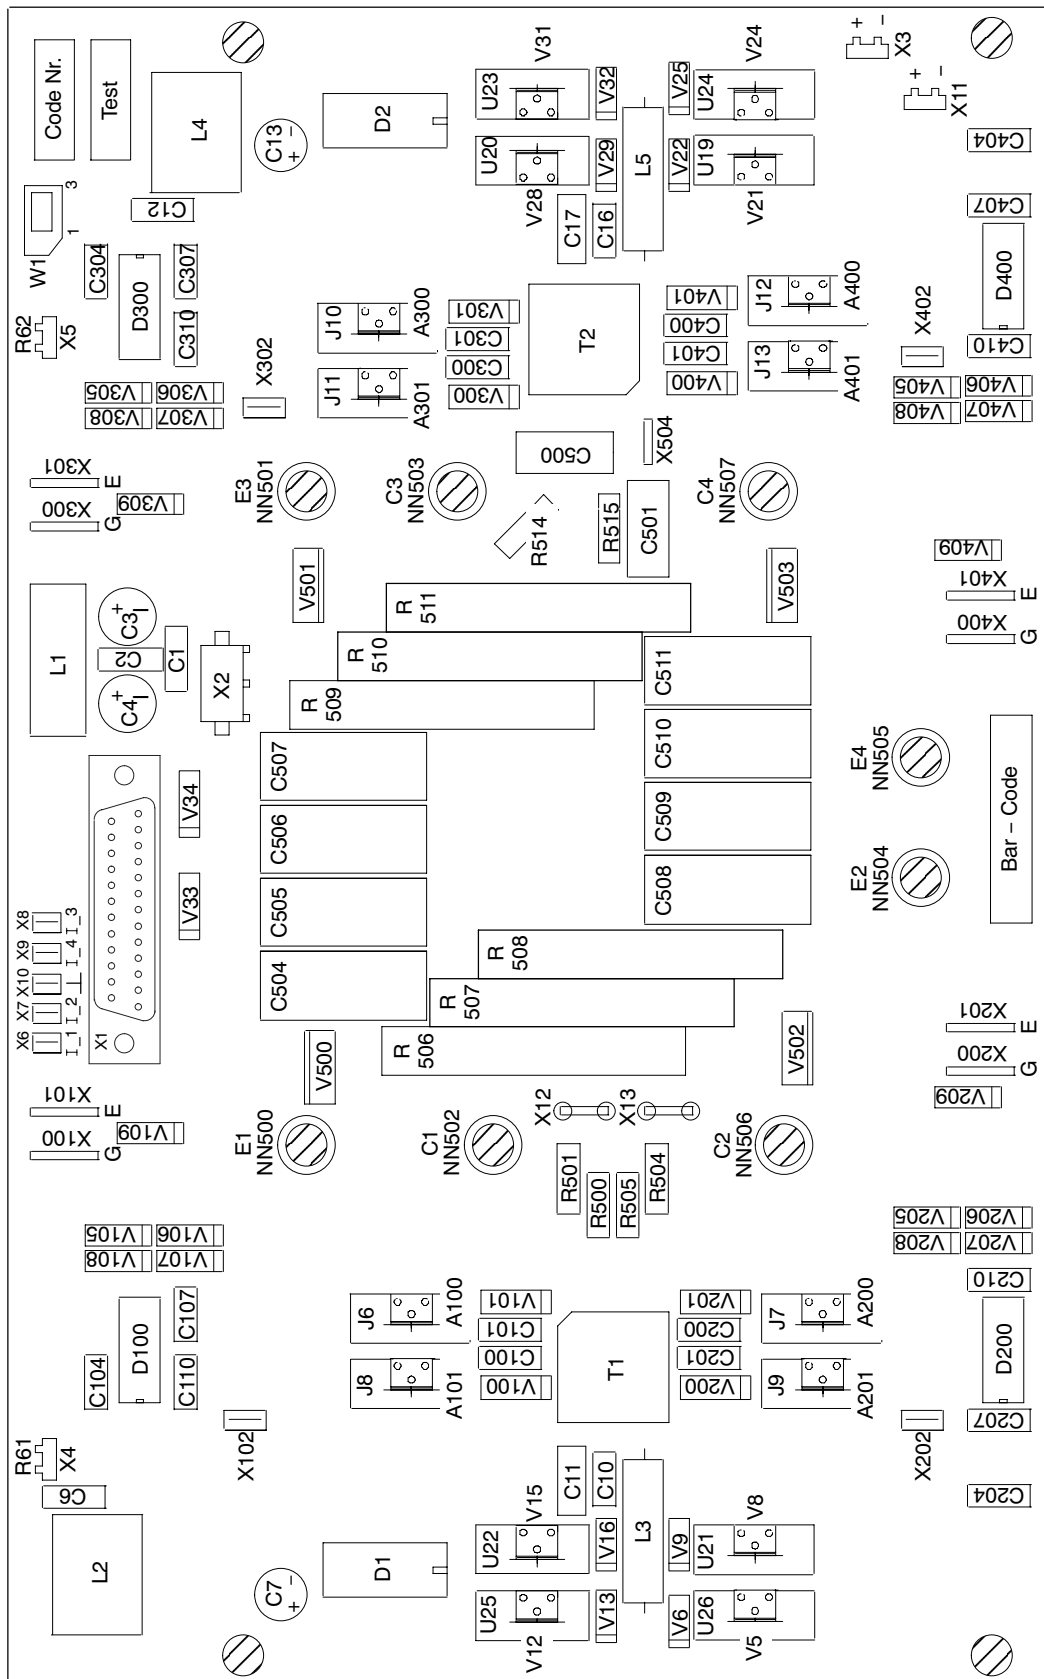 Code Nr.
Test
L4
C13
+
-
D2
V31
U23
V32
V25
U24
V24
+
-
X3
+
-
X11
U20
V29
V22
U19
V28
L5
V21
C404
W1
1
3
C12
C17
C16
C407
C304
D300
C307
C310
R62
X5
X302
J10
A300
J11
A301
V301
C301
C300
V300
T2
V401
C400
C401
V400
J12
A400
J13
A401
X402
D400
C410
V305
V306
V308
V307
V405
V406
V408
V407
C500
X504
X301
E
X300
G
V309
E3
NN501
C3
NN503
R514
R515
C501
C4
NN507
V409
X401
E
X400
G
V501
V503
L1
C3
+
-
C2
C4
+
-
C1
X2
R
511
R
510
R
509
C511
C510
C509
C508
C507
C506
C505
C504
V34
V33
E4
NN505
E2
NN504
Bar – Code
X8
I_3
X9
I_4
X10
I
X7
I_2
X6
I_1
X1
R
508
R
507
R
506
V500
V502
X201
E
X200
G
V209
X101
E
X100
G
V109
E1
NN500
C1
NN502
X12
X13
C2
NN506
R501
R500
R505
R504
V105
V106
V108
V107
V205
V206
V208
V207
C210
C107
D100
C104
C110
J6
A100
J8
A101
V101
C101
C100
V100
T1
V201
C200
C201
V200
J7
A200
J9
A201
D200
C207
X102
X202
R61
X4
C6
L2
C11
C10
L3
C204
C7
+
-
D1
V15
U22
V16
V9
U21
V8
U25
V13
V6
U26
V12
V5